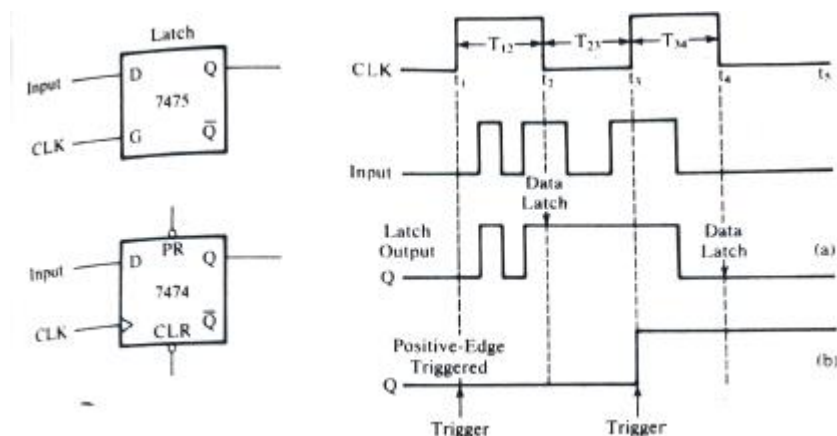 Latch
Input
D
Q
7475
CLK
G
Q̅
PR
Input
D
Q
7474
CLK
Q̅
CLR
T12
T23
T34
CLK
t1
t2
t3
t4
t5
Input
Data
Latch
Latch
Output
Q
Data
Latch
(a)
Positive-Edge
Triggered
Q
(b)
Trigger
Trigger